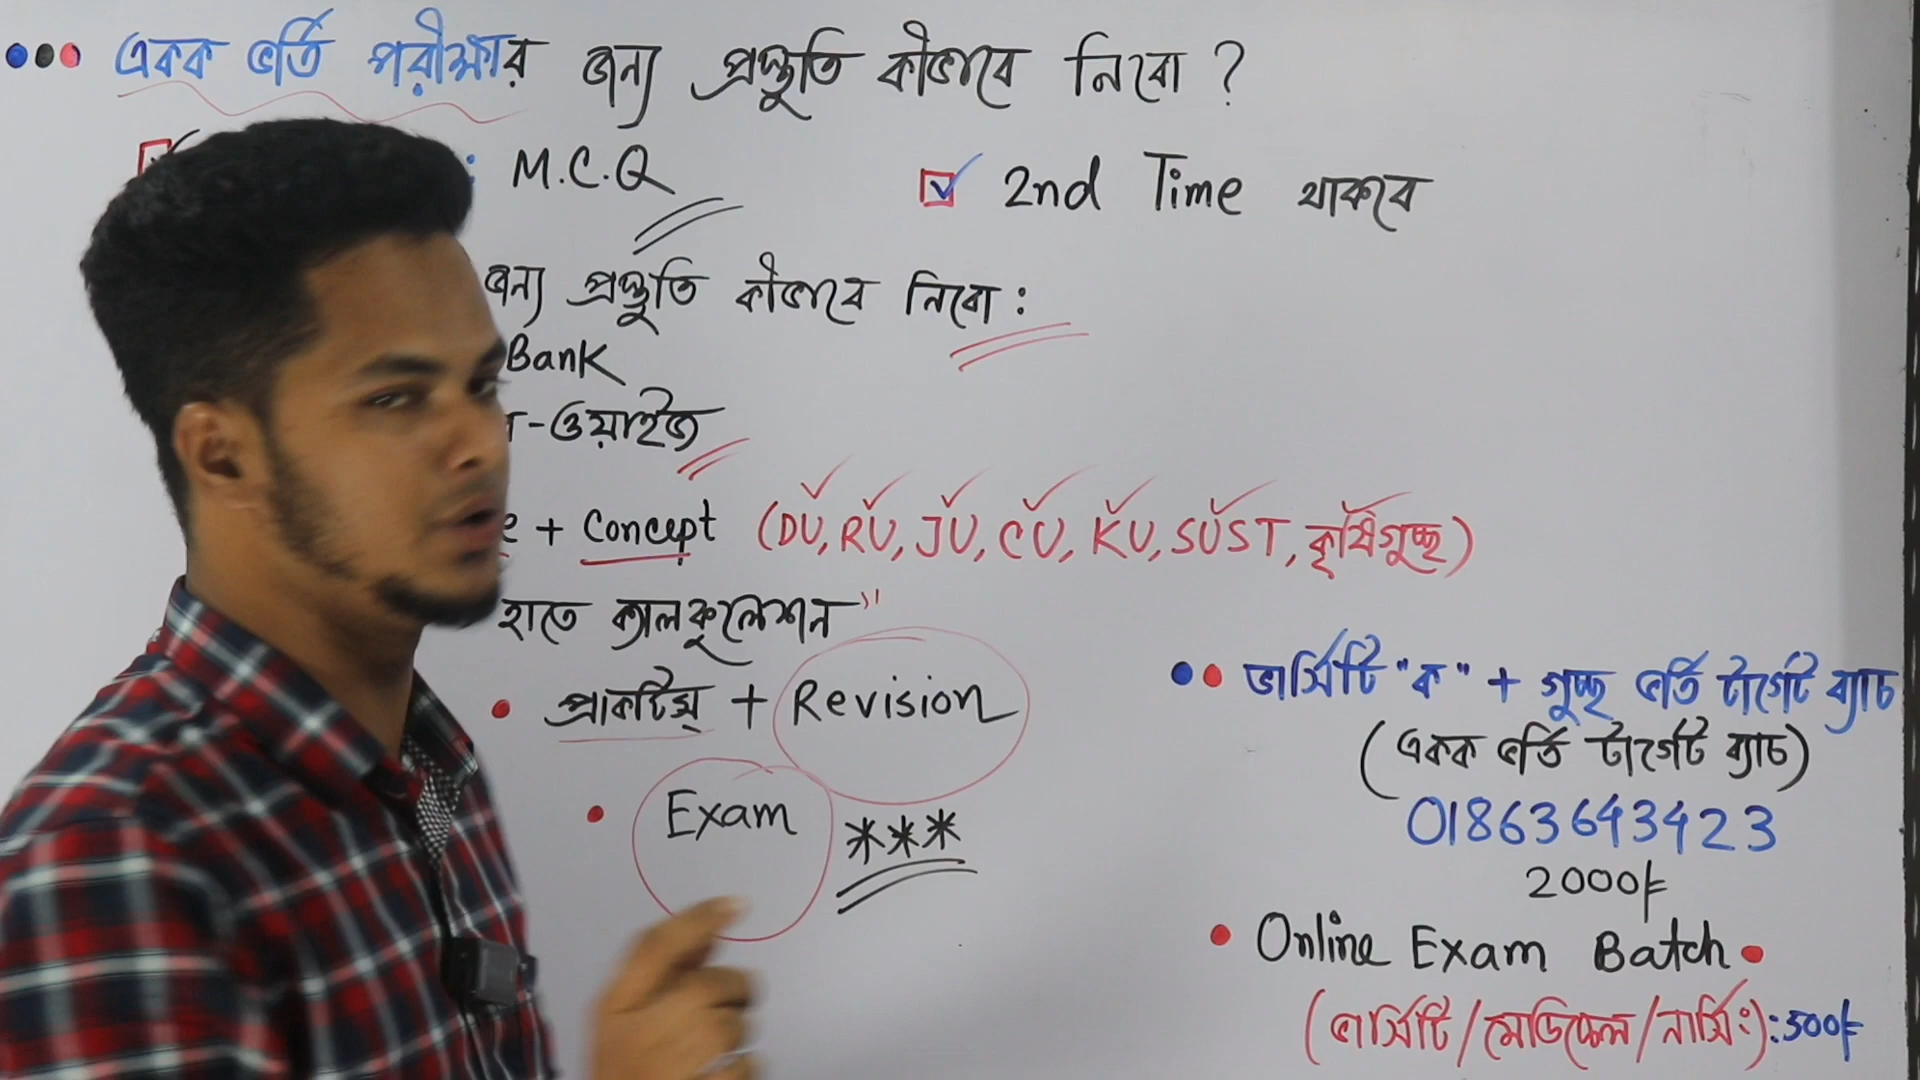 একক ভর্তি পরীক্ষার জন্য প্রস্তুতি কীভাবে নিবো ?
: M.C.Q
2nd Time থাকবে
জন্য প্রস্তুতি কীভাবে নিবো :
Bank
-ওয়াইজ
+ Concept (DU, RU, JU, CU, KU, SUST, কৃষিগুচ্ছ)
হাতে ক্যালকুলেশন
• প্রাকটিস্ + Revision
• Exam ***
ভার্সিটি "ক" + গুচ্ছ ভর্তি টার্গেট ব্যাচ
(একক ভর্তি টার্গেট ব্যাচ)
01863643423
2000/=
• Online Exam Batch •
(ভার্সিটি/মেডিকেল/নার্সিং):500/=